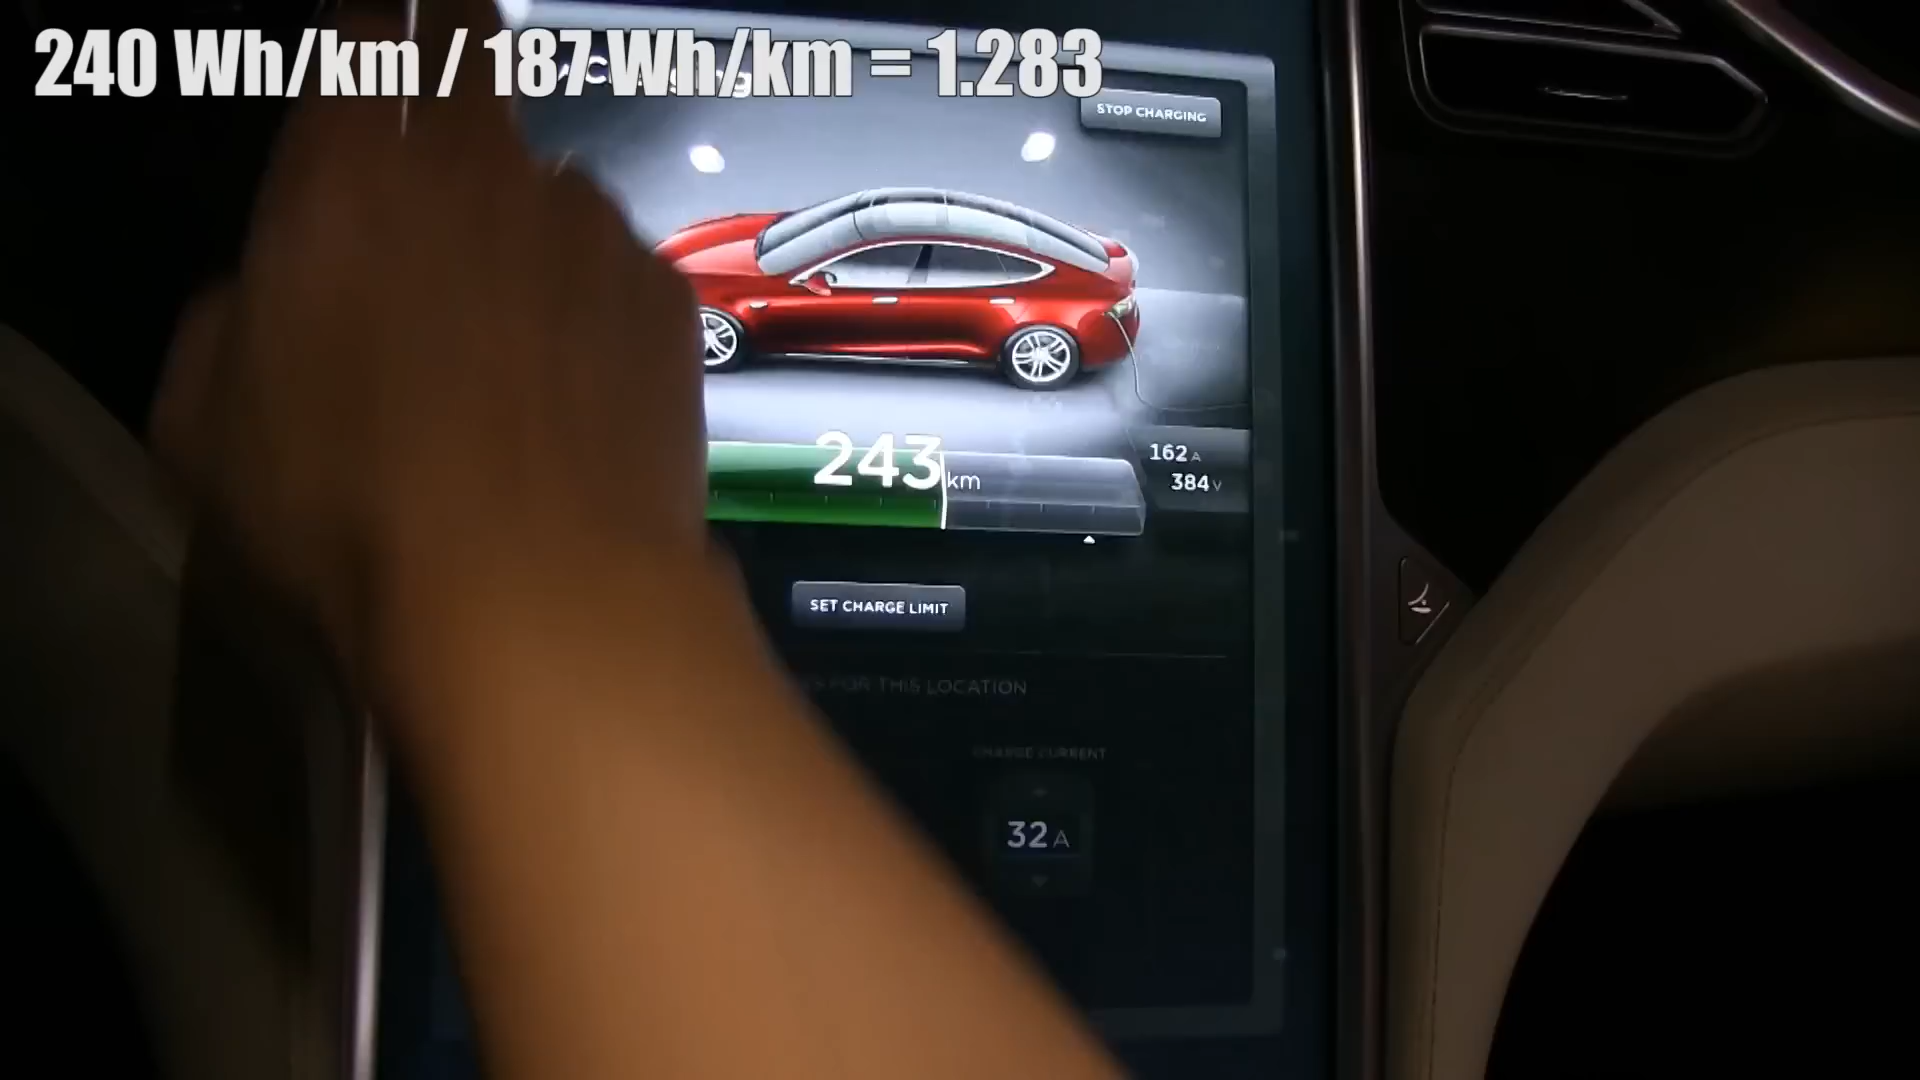 240 Wh/km / 187 Wh/km = 1.283
Charging
STOP CHARGING
243 km
162 A
384 V
SET CHARGE LIMIT
FOR THIS LOCATION
CHARGE CURRENT
32 A